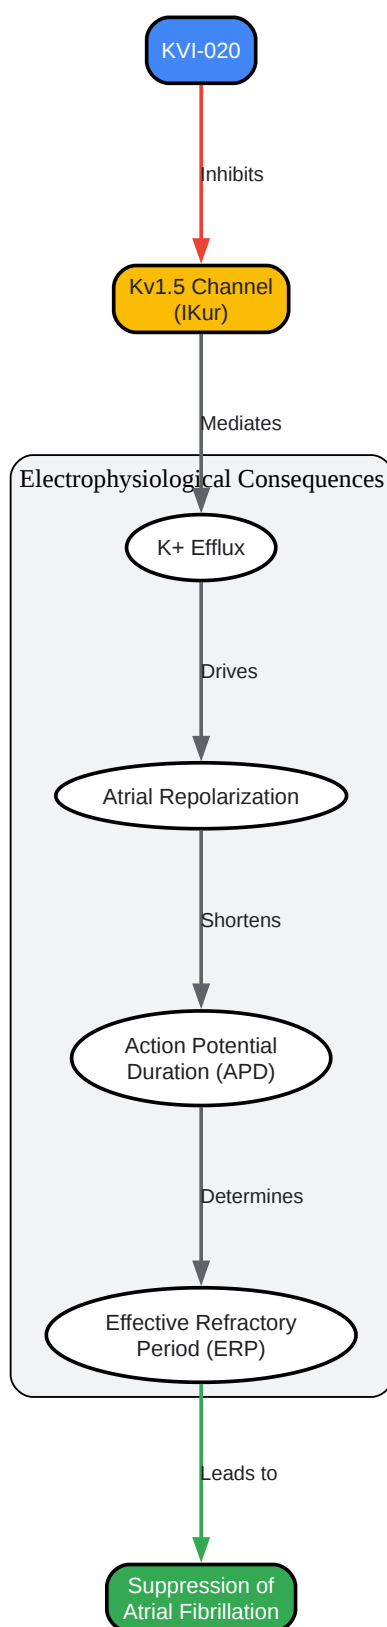 KVI-020
Inhibits
Kv1.5 Channel
(IKur)
Mediates
Electrophysiological Consequences
K+ Efflux
Drives
Atrial Repolarization
Shortens
Action Potential
Duration (APD)
Determines
Effective Refractory
Period (ERP)
Leads to
Suppression of
Atrial Fibrillation